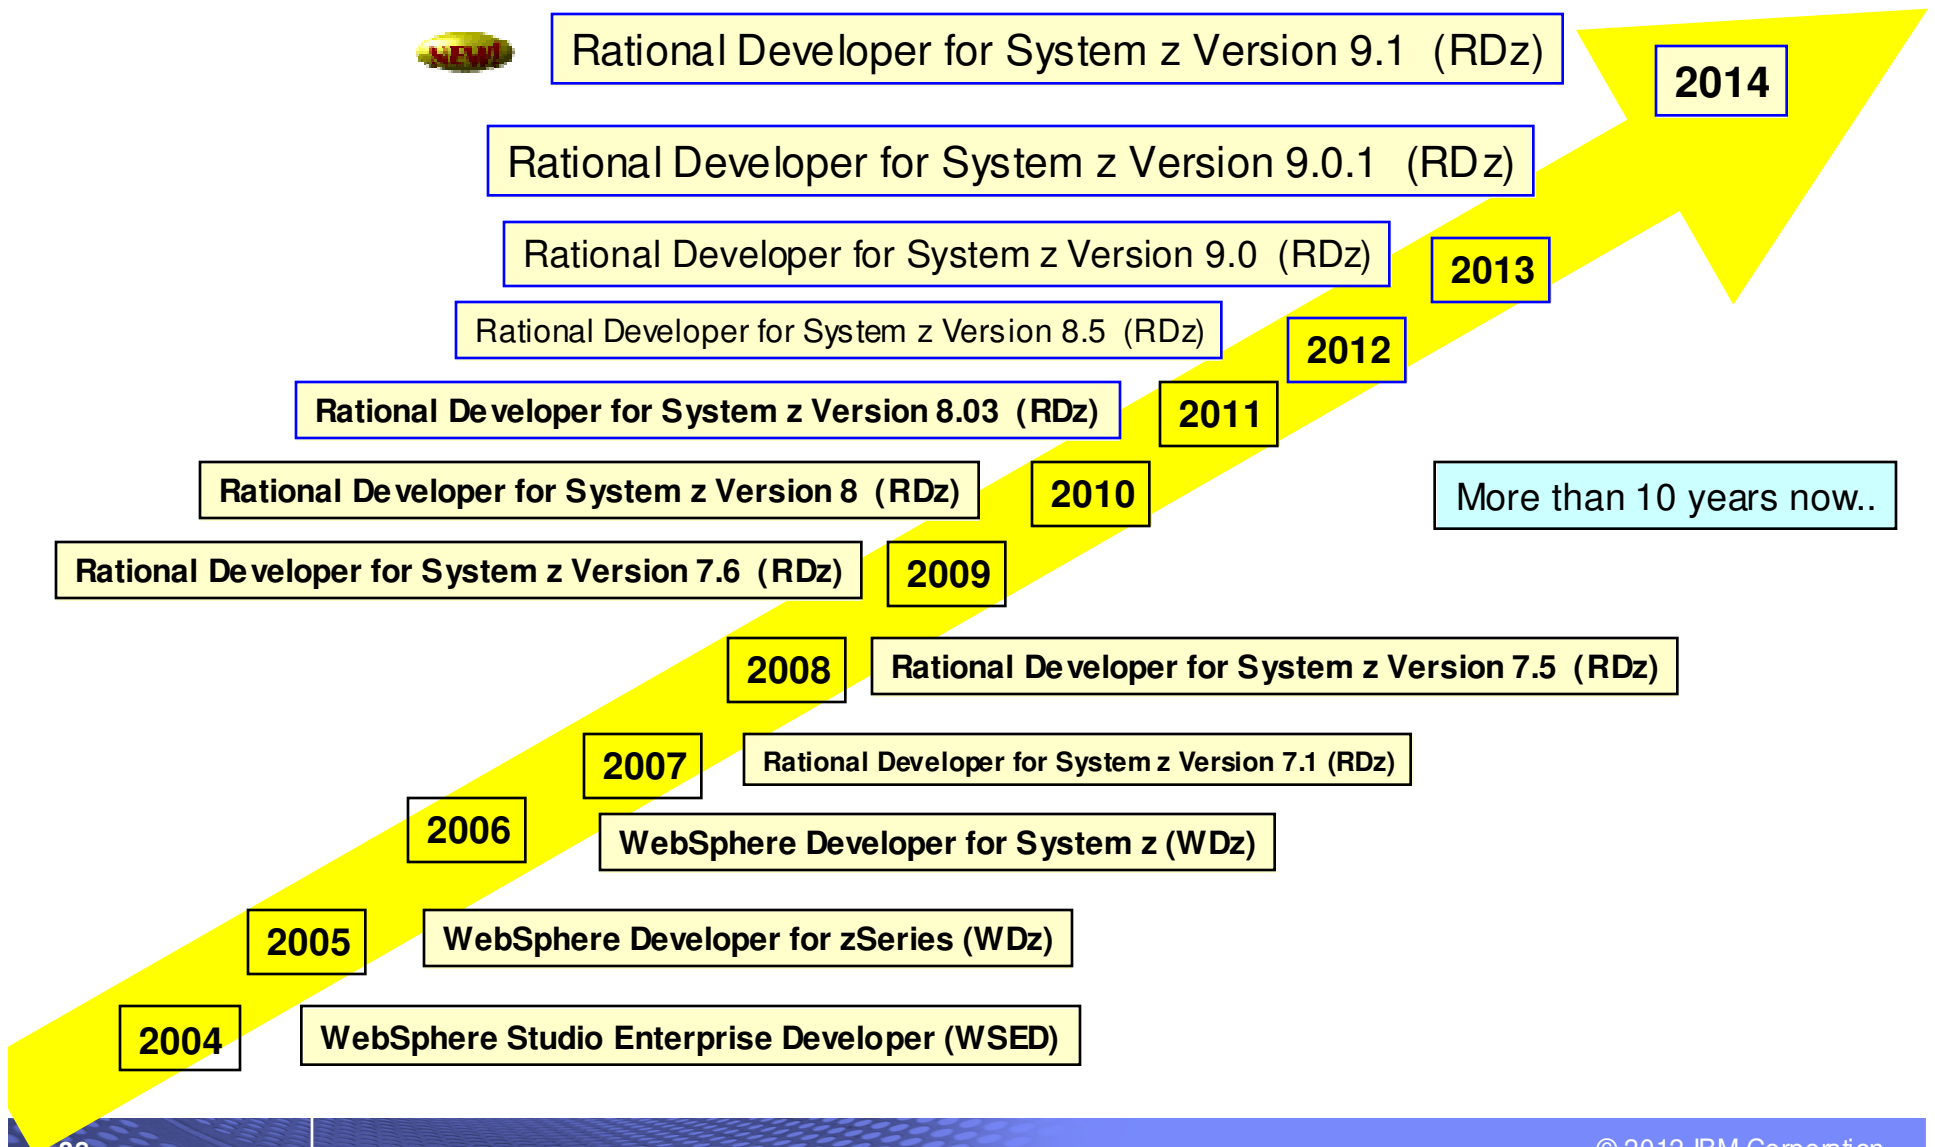 NEW!
Rational Developer for System z Version 9.1 (RDz)
2014
Rational Developer for System z Version 9.0.1 (RDz)
Rational Developer for System z Version 9.0 (RDz)
2013
Rational Developer for System z Version 8.5 (RDz)
2012
Rational Developer for System z Version 8.03 (RDz)
2011
Rational Developer for System z Version 8 (RDz)
2010
More than 10 years now..
Rational Developer for System z Version 7.6 (RDz)
2009
2008
Rational Developer for System z Version 7.5 (RDz)
2007
Rational Developer for System z Version 7.1 (RDz)
2006
WebSphere Developer for System z (WDz)
2005
WebSphere Developer for zSeries (WDz)
2004
WebSphere Studio Enterprise Developer (WSED)
IBM Corporation